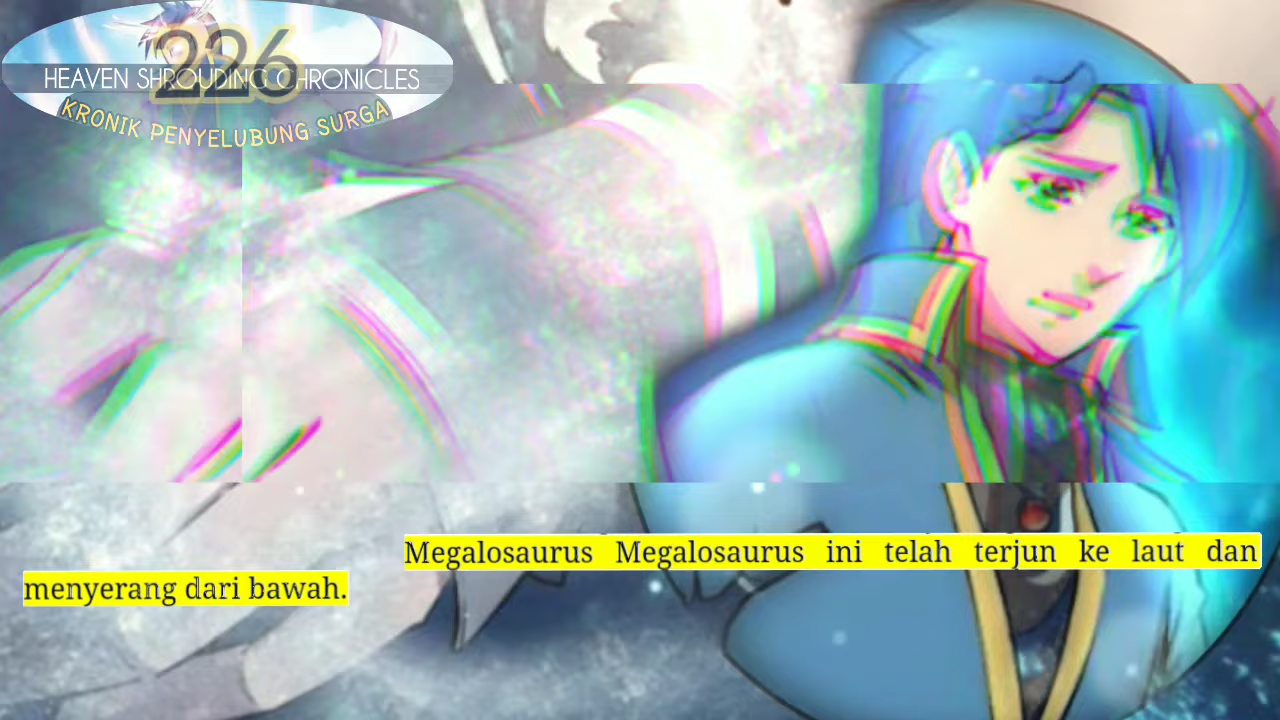 226
HEAVEN SHROUDING CHRONICLES
KRONIK PENYELUBUNG SURGA
Megalosaurus Megalosaurus ini telah terjun ke laut dan
menyerang dari bawah.